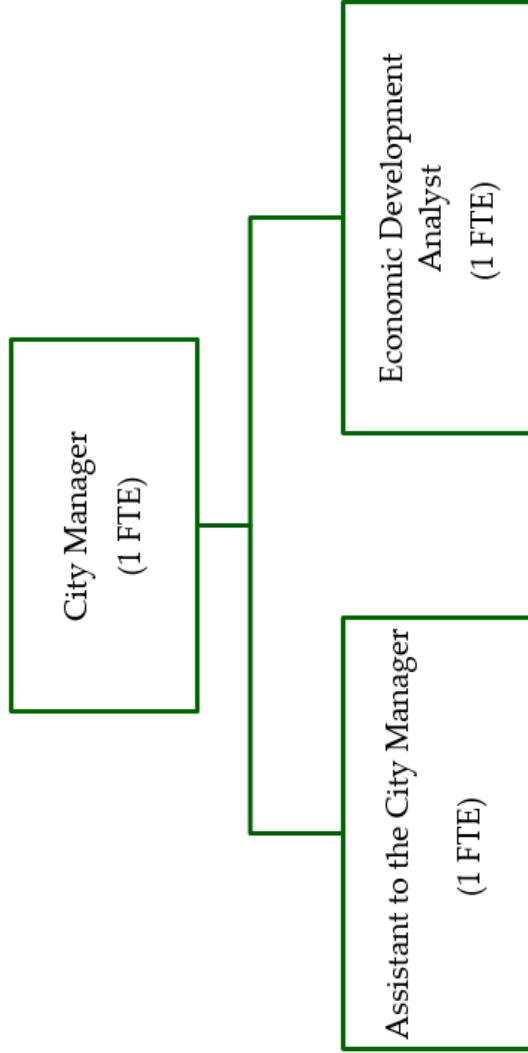 City Manager
(1 FTE)
Assistant to the City Manager
(1 FTE)
Economic Development
Analyst
(1 FTE)